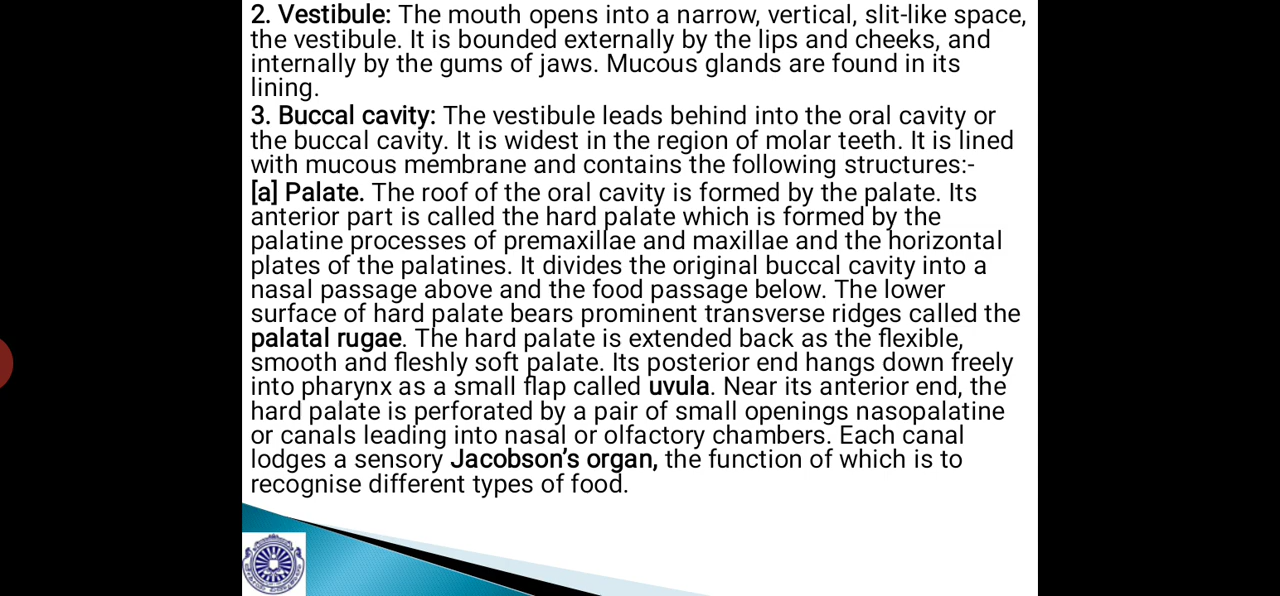 2. Vestibule: The mouth opens into a narrow, vertical, slit-like space,
the vestibule. It is bounded externally by the lips and cheeks, and
internally by the gums of jaws. Mucous glands are found in its
lining.
3. Buccal cavity: The vestibule leads behind into the oral cavity or
the buccal cavity. It is widest in the region of molar teeth. It is lined
with mucous membrane and contains the following structures:-
[a] Palate. The roof of the oral cavity is formed by the palate. Its
anterior part is called the hard palate which is formed by the
palatine processes of premaxillae and maxillae and the horizontal
plates of the palatines. It divides the original buccal cavity into a
nasal passage above and the food passage below. The lower
surface of hard palate bears prominent transverse ridges called the
palatal rugae. The hard palate is extended back as the flexible,
smooth and fleshly soft palate. Its posterior end hangs down freely
into pharynx as a small flap called uvula. Near its anterior end, the
hard palate is perforated by a pair of small openings nasopalatine
or canals leading into nasal or olfactory chambers. Each canal
lodges a sensory Jacobson's organ, the function of which is to
recognise different types of food.